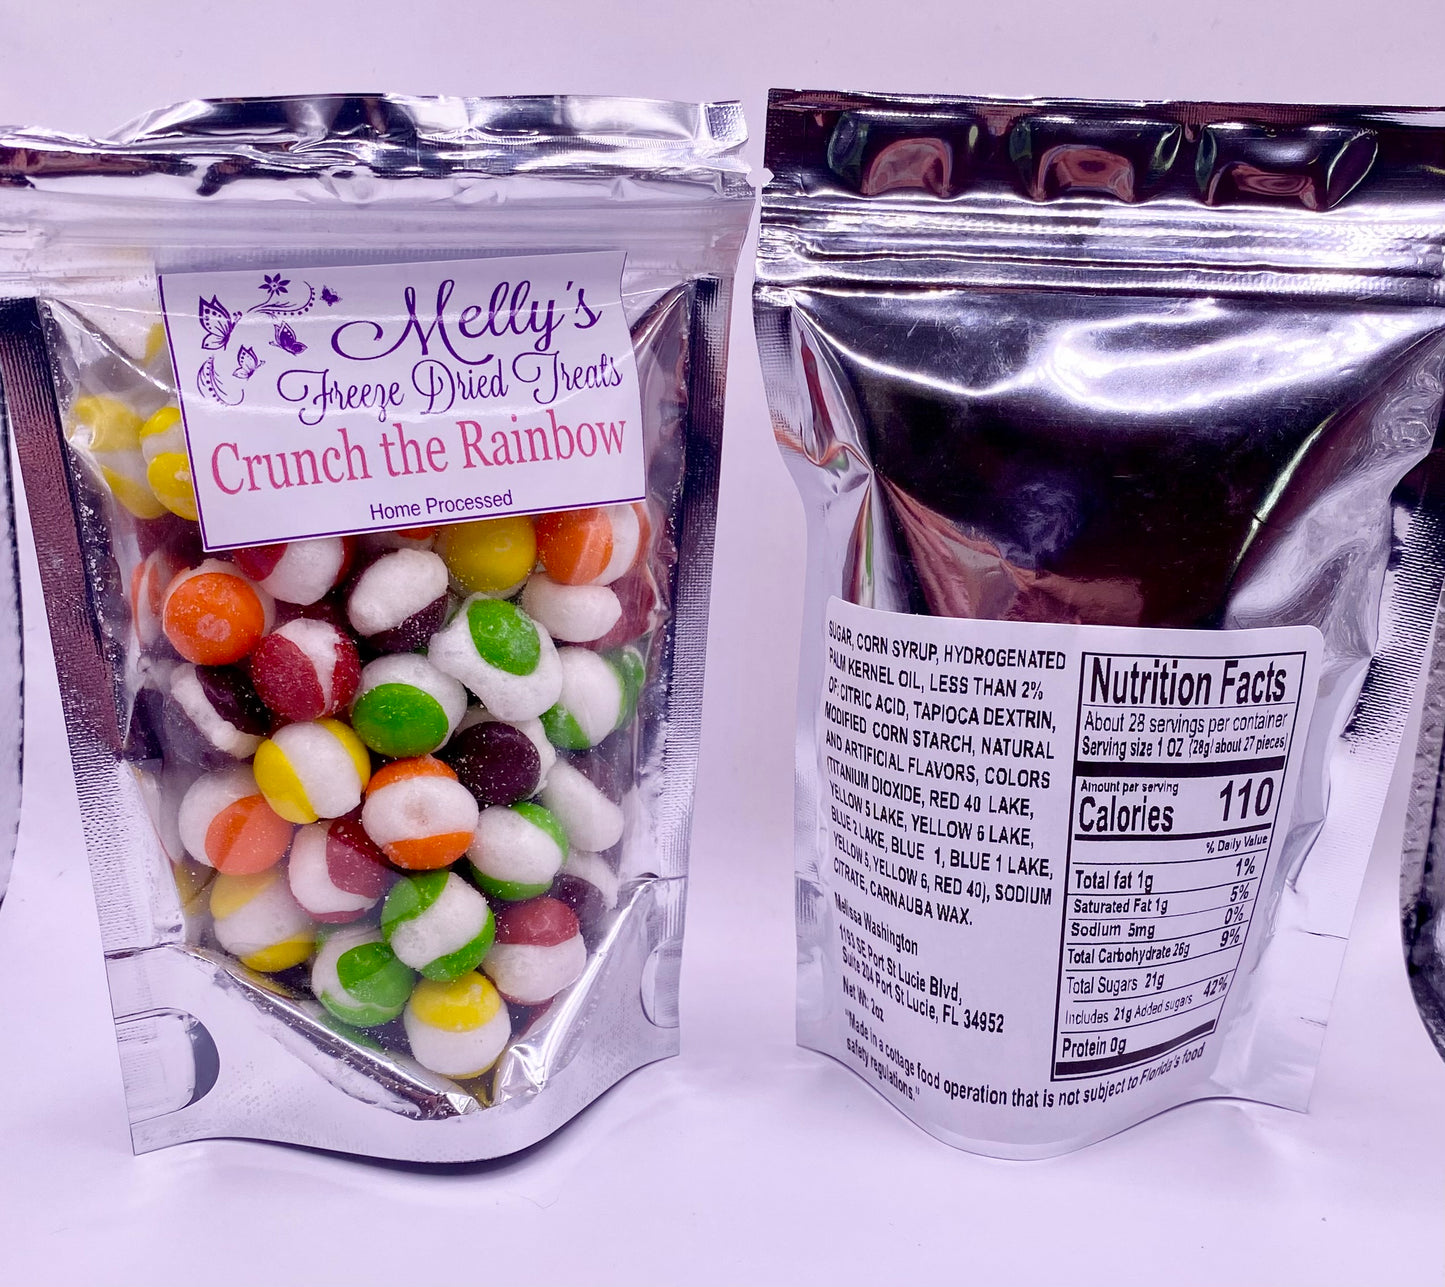 Melly's
Freeze Dried Treats
Crunch the Rainbow
Home Processed
SUGAR, CORN SYRUP, HYDROGENATED
PALM KERNEL OIL, LESS THAN 2%
OF: CITRIC ACID, TAPIOCA DEXTRIN,
MODIFIED CORN STARCH, NATURAL
AND ARTIFICIAL FLAVORS, COLORS
(TITANIUM DIOXIDE, RED 40 LAKE,
YELLOW 5 LAKE, YELLOW 6 LAKE,
BLUE 2 LAKE, BLUE 1, BLUE 1 LAKE,
YELLOW 5, YELLOW 6, RED 40), SODIUM
CITRATE, CARNAUBA WAX.
Melissa Washington
1193 SE Port St Lucie Blvd,
Suite 204 Port St Lucie, FL 34952
Net Wt: 2oz
"Made in a cottage food operation that is not subject to Florida's food
safety regulations."
Nutrition Facts
About 28 servings per container
Serving size 1 OZ (28g/about 27 pieces)
Amount per serving
Calories 110
% Daily Value
Total fat 1g 1%
Saturated Fat 1g 5%
Sodium 5mg 0%
Total Carbohydrate 26g 9%
Total Sugars 21g
Includes 21g Added sugars 42%
Protein 0g